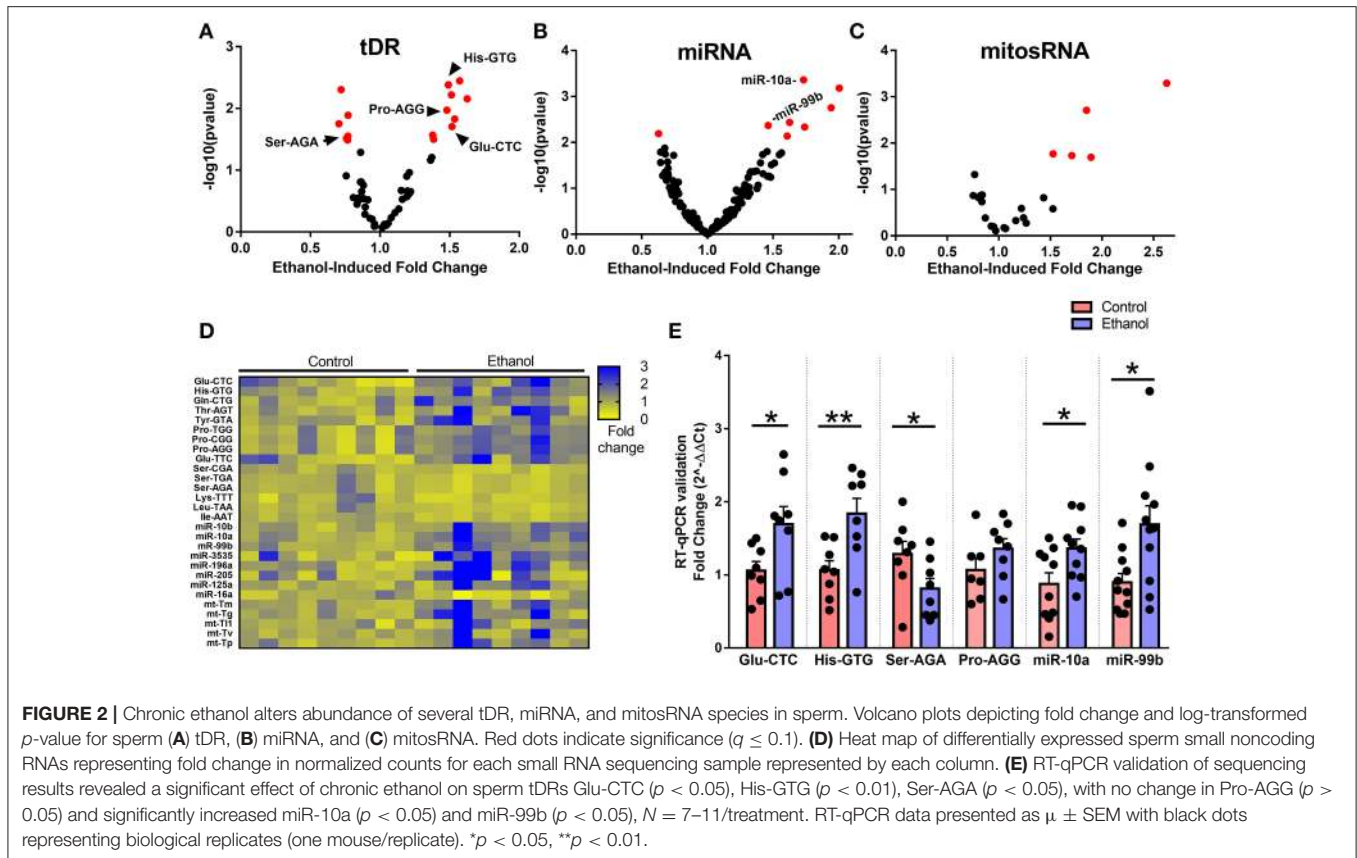 A
tDR
-log10(pvalue)
3
2
1
0
0.0 0.5 1.0 1.5 2.0
Ethanol-Induced Fold Change
His-GTG
Pro-AGG
Ser-AGA
Glu-CTC
B
miRNA
-log10(pvalue)
4
3
2
1
0
0.0 0.5 1.0 1.5 2.0
Ethanol-Induced Fold Change
miR-10a-
-miR-99b
C
mitosRNA
-log10(pvalue)
4
3
2
1
0
0.0 0.5 1.0 1.5 2.0 2.5
Ethanol-Induced Fold Change
D
Control Ethanol
Glu-CTC
His-GTG
Gln-CTG
Thr-AGT
Tyr-GTA
Pro-TGG
Pro-CGG
Pro-AGG
Glu-TTC
Ser-CGA
Ser-TGA
Ser-AGA
Lys-TTT
Leu-TAA
Ile-AAT
miR-10b
miR-10a
mR-99b
miR-3535
miR-196a
miR-205
miR-125a
miR-16a
mt-Tm
mt-Tg
mt-Tl1
mt-Tv
mt-Tp
3
2
1
0
Fold
change
E
Control
Ethanol
RT-qPCR validation
Fold Change (2^-ΔΔCt)
4
3
2
1
0
* ** * * *
Glu-CTC His-GTG Ser-AGA Pro-AGG miR-10a miR-99b
FIGURE 2 | Chronic ethanol alters abundance of several tDR, miRNA, and mitosRNA species in sperm. Volcano plots depicting fold change and log-transformed
p-value for sperm (A) tDR, (B) miRNA, and (C) mitosRNA. Red dots indicate significance (q ≤ 0.1). (D) Heat map of differentially expressed sperm small noncoding
RNAs representing fold change in normalized counts for each small RNA sequencing sample represented by each column. (E) RT-qPCR validation of sequencing
results revealed a significant effect of chronic ethanol on sperm tDRs Glu-CTC (p < 0.05), His-GTG (p < 0.01), Ser-AGA (p < 0.05), with no change in Pro-AGG (p >
0.05) and significantly increased miR-10a (p < 0.05) and miR-99b (p < 0.05), N = 7–11/treatment. RT-qPCR data presented as μ ± SEM with black dots
representing biological replicates (one mouse/replicate). *p < 0.05, **p < 0.01.